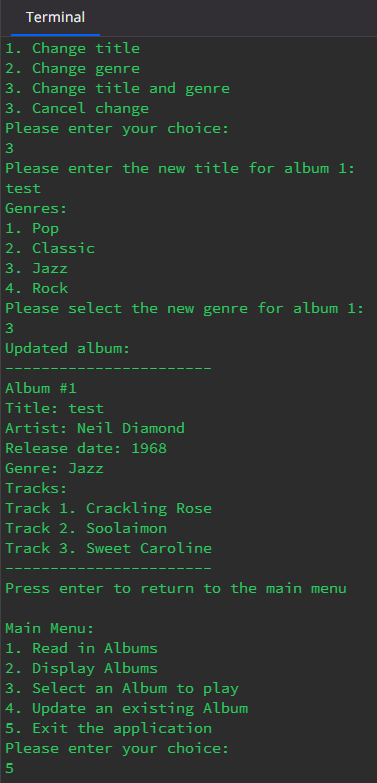 Terminal
1. Change title
2. Change genre
3. Change title and genre
3. Cancel change
Please enter your choice:
3
Please enter the new title for album 1:
test
Genres:
1. Pop
2. Classic
3. Jazz
4. Rock
Please select the new genre for album 1:
3
Updated album:
-----------------------
Album #1
Title: test
Artist: Neil Diamond
Release date: 1968
Genre: Jazz
Tracks:
Track 1. Crackling Rose
Track 2. Soolaimon
Track 3. Sweet Caroline
-----------------------
Press enter to return to the main menu

Main Menu:
1. Read in Albums
2. Display Albums
3. Select an Album to play
4. Update an existing Album
5. Exit the application
Please enter your choice:
5